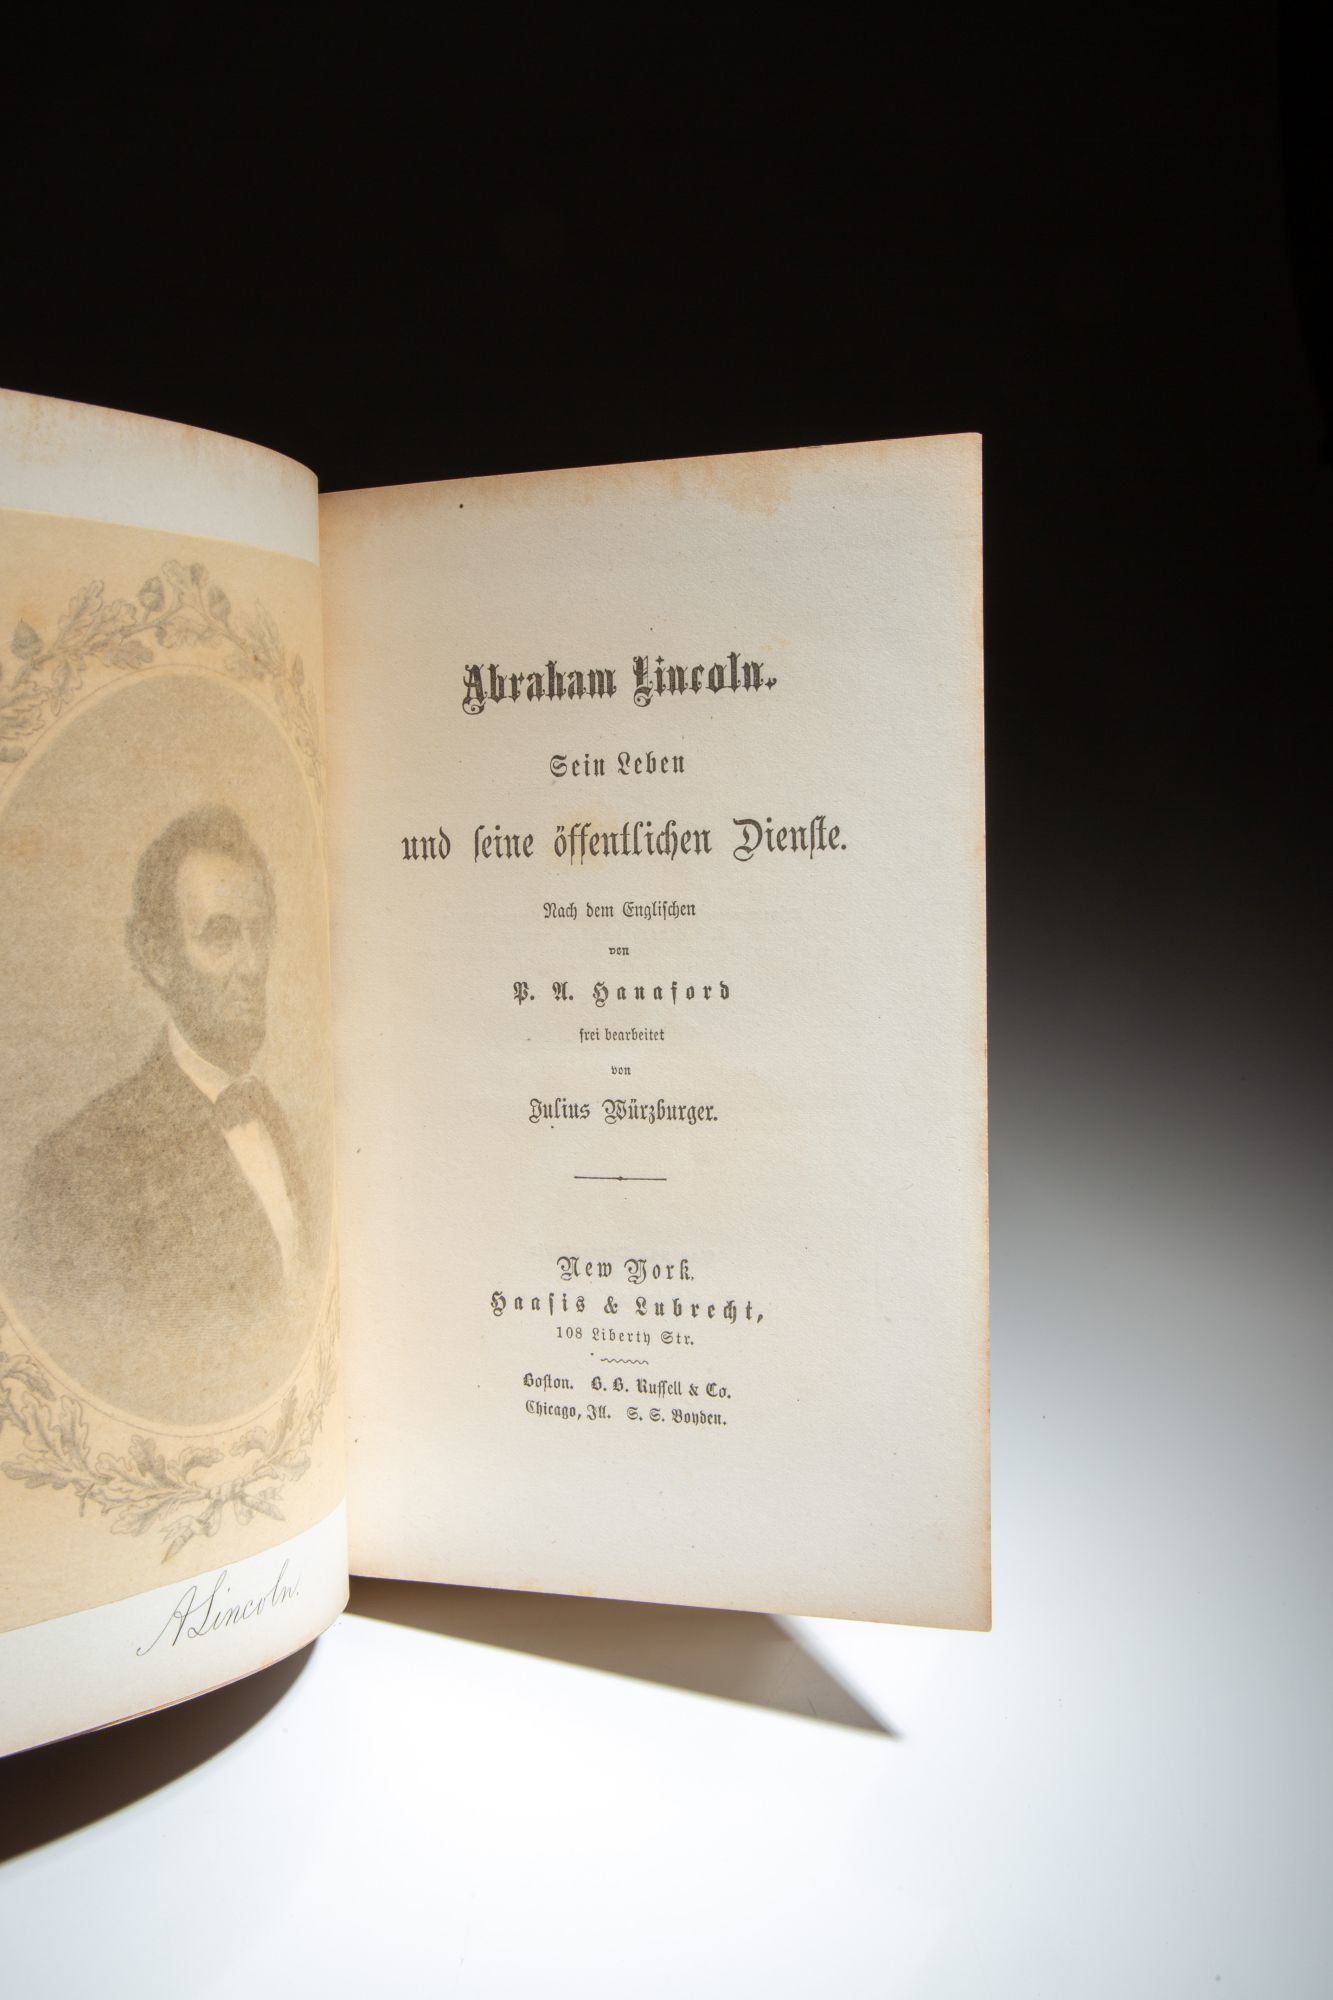 A Lincoln.
Abraham Lincoln.
Sein Leben
und seine öffentlichen Dienste.
Nach dem Englischen
von
P. A. Hanaford
frei bearbeitet
von
Julius Würzburger.
New York.
Haasis & Lubrecht,
108 Liberty Str.
Boston. B. B. Russell & Co.
Chicago, Ill. S. S. Boyden.